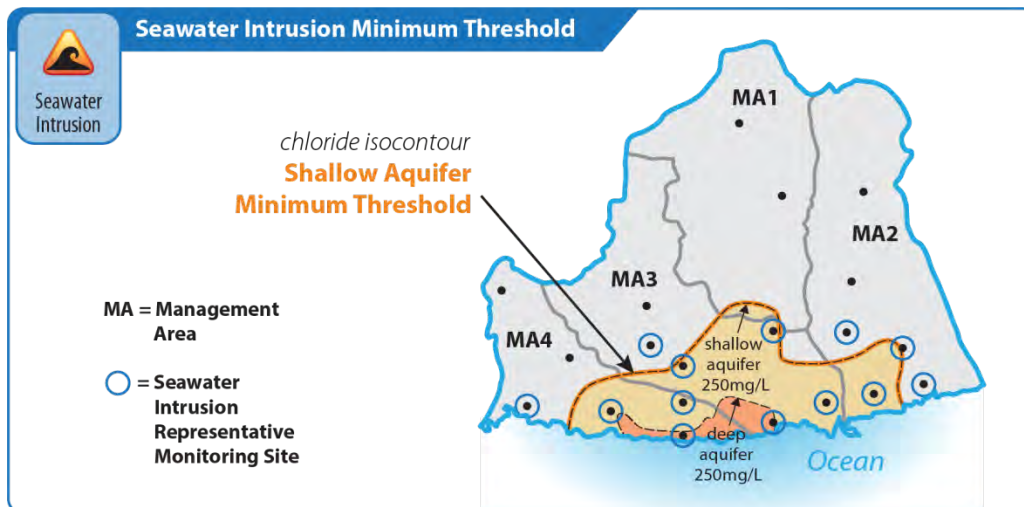 Seawater Intrusion Minimum Threshold
Seawater
Intrusion
chloride isocontour
Shallow Aquifer
Minimum Threshold
MA = Management
Area
= Seawater
Intrusion
Representative
Monitoring Site
MA1
MA2
MA3
MA4
shallow
aquifer
250mg/L
deep
aquifer
250mg/L
Ocean